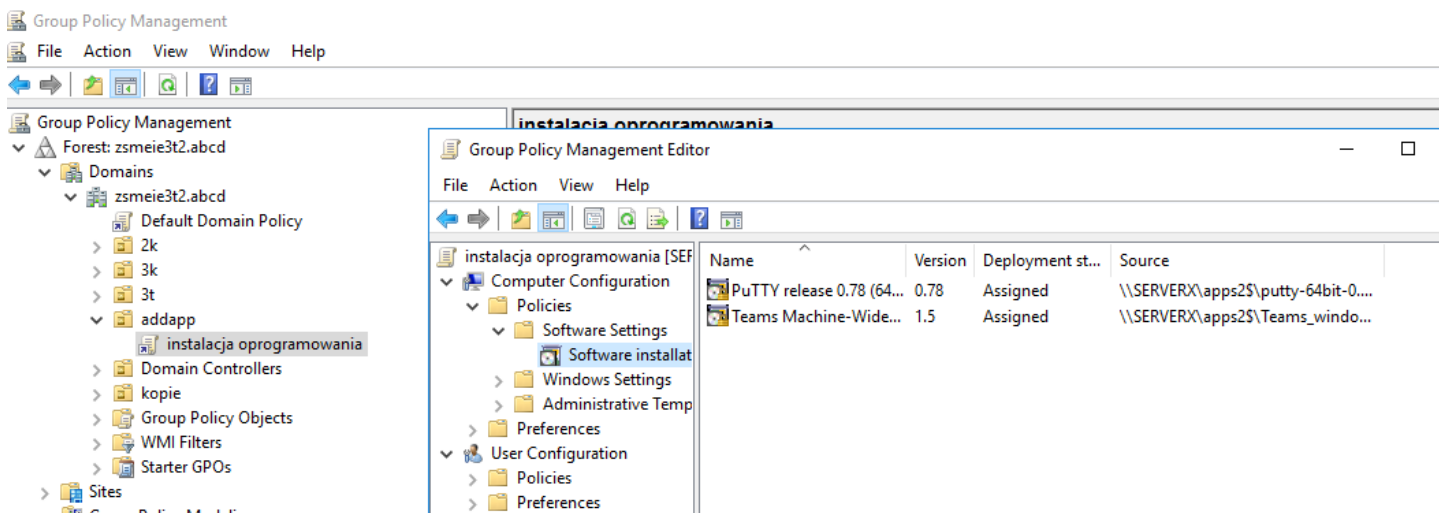 Group Policy Management
File Action View Window Help
Group Policy Management
Forest: zsmeie3t2.abcd
Domains
zsmeie3t2.abcd
Default Domain Policy
2k
3k
3t
addapp
instalacja oprogramowania
Domain Controllers
kopie
Group Policy Objects
WMI Filters
Starter GPOs
Sites
instalacja oprogramowania
Group Policy Management Editor
File Action View Help
instalacja oprogramowania [SER
Computer Configuration
Policies
Software Settings
Software installat
Windows Settings
Administrative Temp
Preferences
User Configuration
Policies
Preferences
Name Version Deployment st... Source
PuTTY release 0.78 (64... 0.78 Assigned \\SERVERX\apps2$\putty-64bit-0....
Teams Machine-Wide... 1.5 Assigned \\SERVERX\apps2$\Teams_windo...